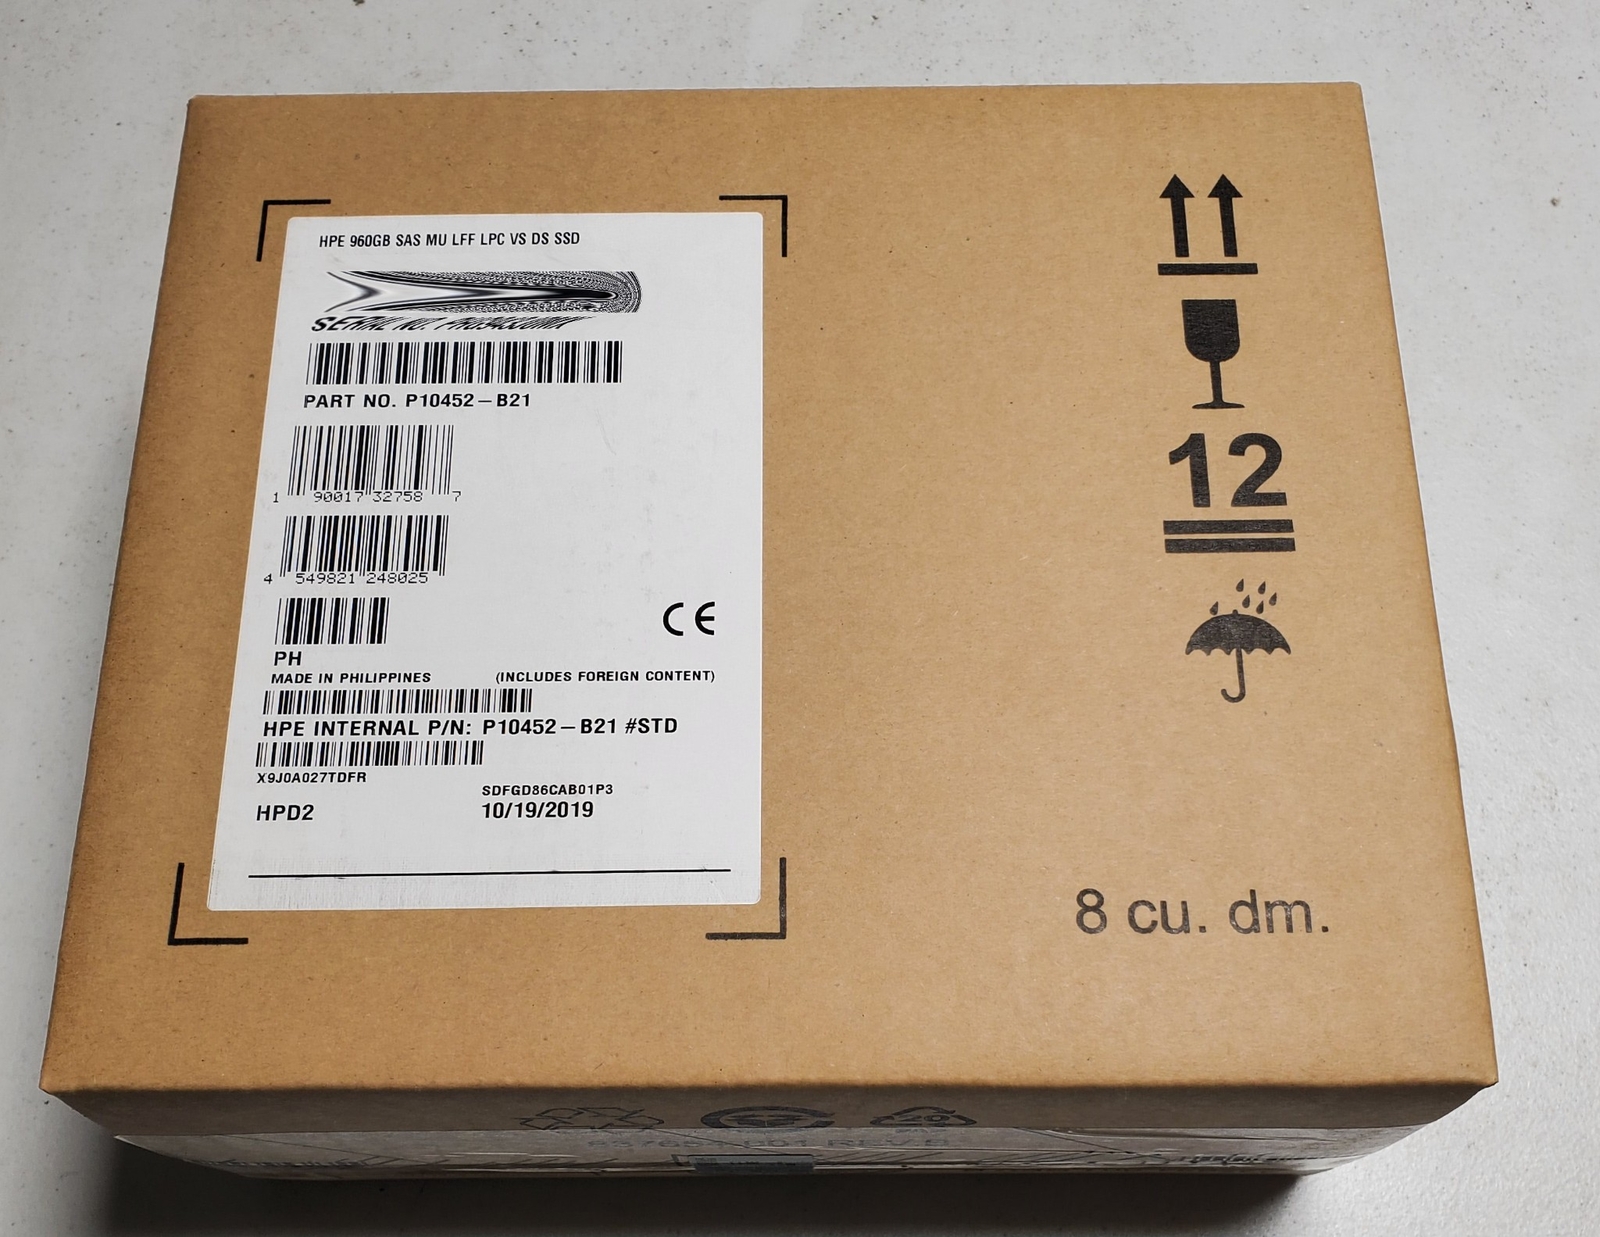 HPE 960GB SAS MU LFF LPC VS DS SSD
SERIAL NO.
PART NO. P10452-B21
1 90017 32758 7
4 549821 248025
CE
PH
MADE IN PHILIPPINES (INCLUDES FOREIGN CONTENT)
HPE INTERNAL P/N: P10452-B21 #STD
X9J0A027TDFR
SDFGD86CAB01P3
HPD2 10/19/2019
12
8 cu. dm.